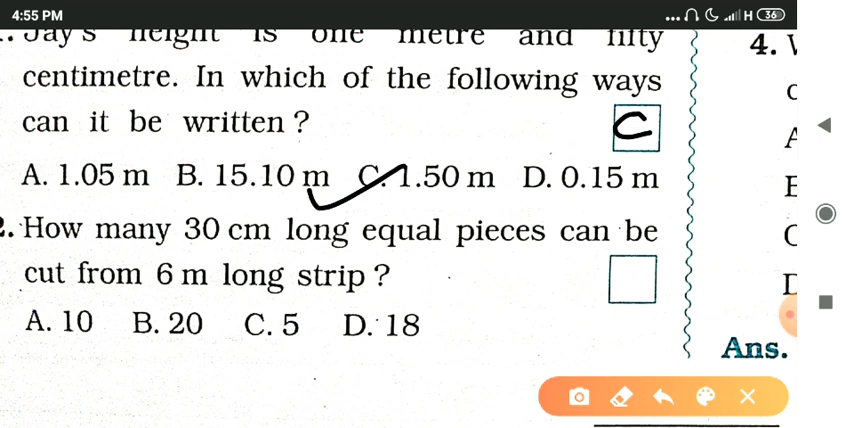 4:55 PM
... H 36
Jay's height is one metre and fifty
centimetre. In which of the following ways
can it be written ?
C
A. 1.05 m B. 15.10 m C. 1.50 m D. 0.15 m
2. How many 30 cm long equal pieces can be
cut from 6 m long strip ?
A. 10 B. 20 C. 5 D. 18
4.
Ans.